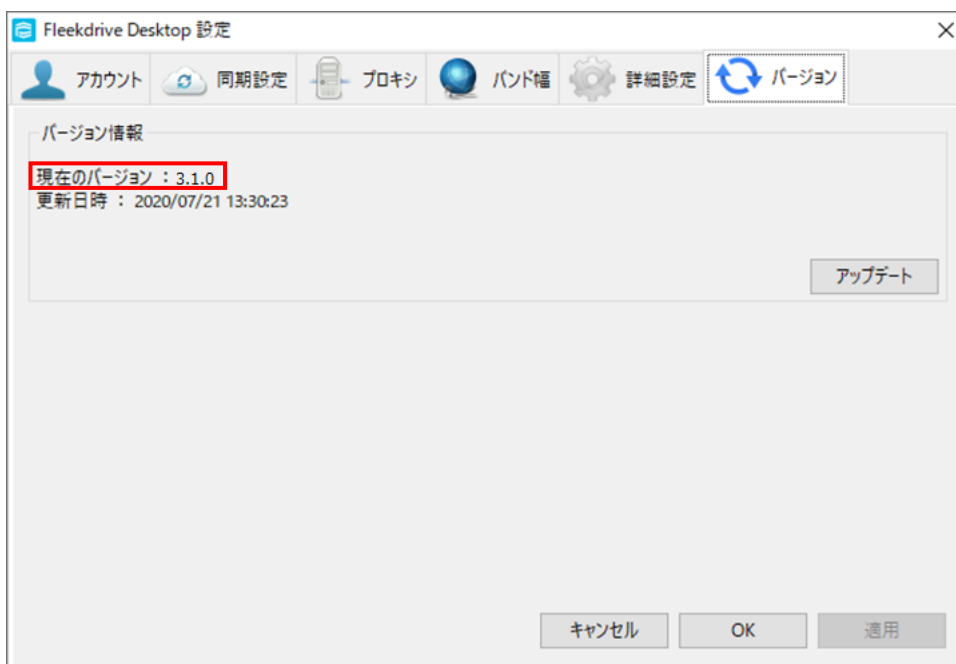 Fleekdrive Desktop 設定
アカウント 同期設定 プロキシ バンド幅 詳細設定 バージョン
バージョン情報
現在のバージョン : 3.1.0
更新日時 : 2020/07/21 13:30:23
アップデート
キャンセル OK 適用